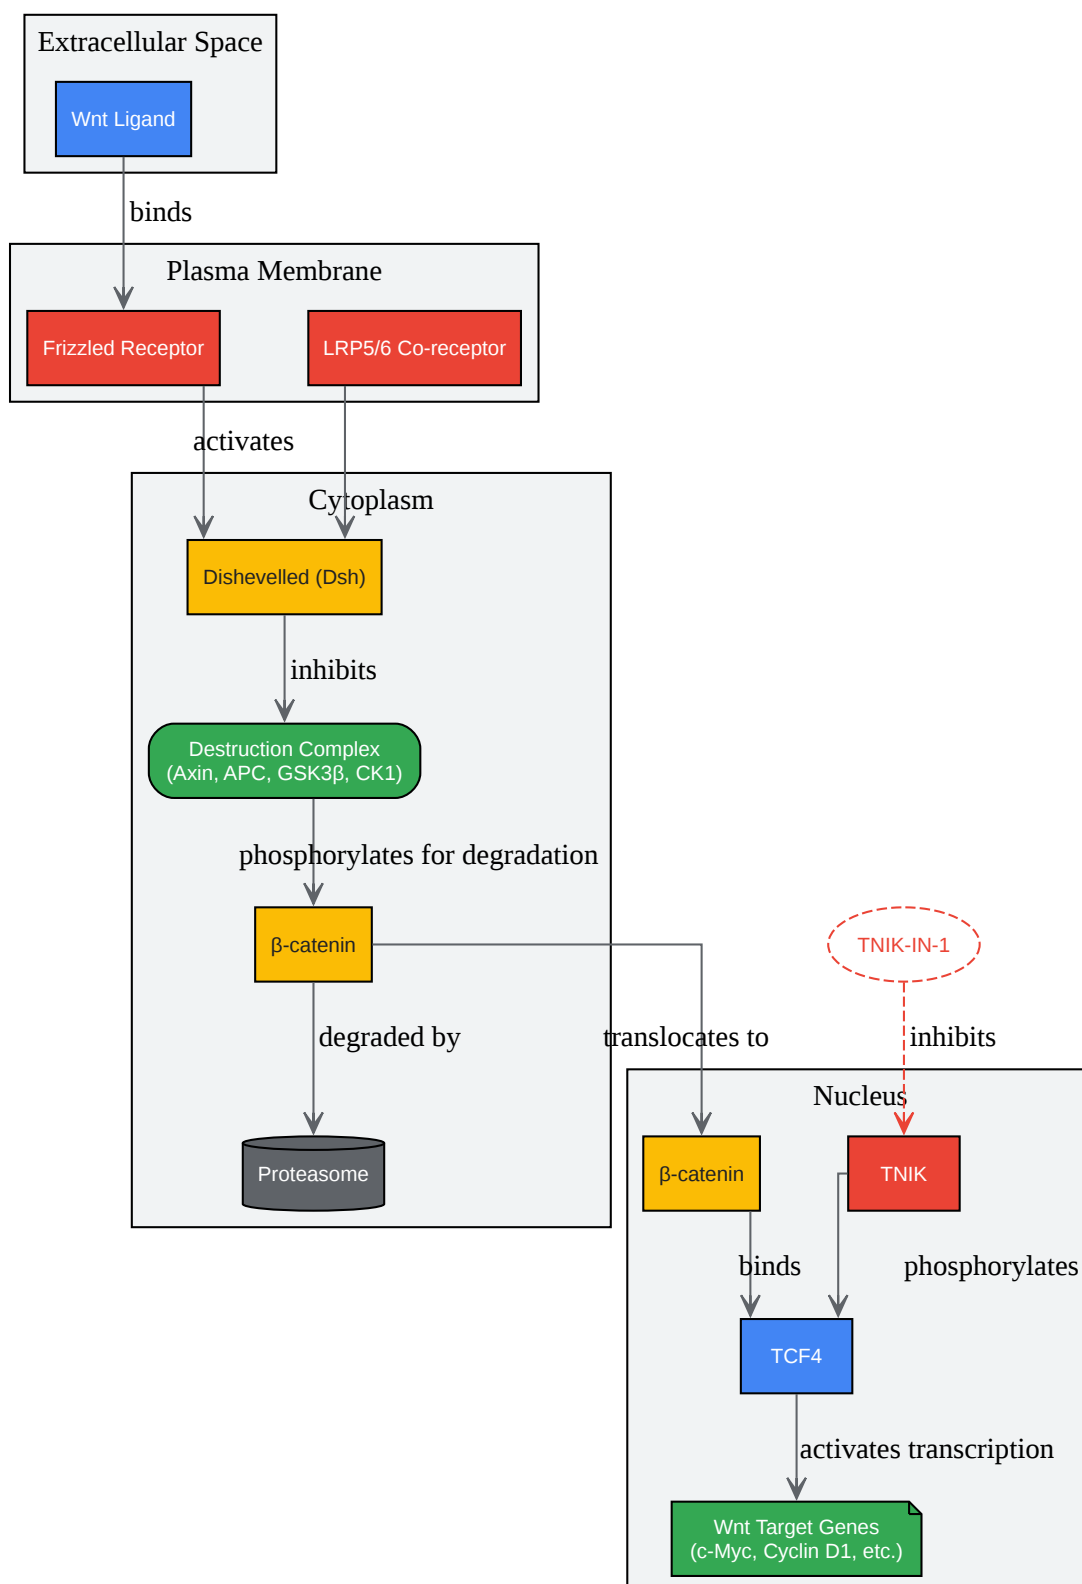 Extracellular Space
Wnt Ligand
binds
Plasma Membrane
Frizzled Receptor
LRP5/6 Co-receptor
activates
Cytoplasm
Dishevelled (Dsh)
inhibits
Destruction Complex
(Axin, APC, GSK3β, CK1)
phosphorylates for degradation
β-catenin
TNIK-IN-1
degraded by
translocates to
inhibits
Nucleus
Proteasome
β-catenin
TNIK
binds
phosphorylates
TCF4
activates transcription
Wnt Target Genes
(c-Myc, Cyclin D1, etc.)